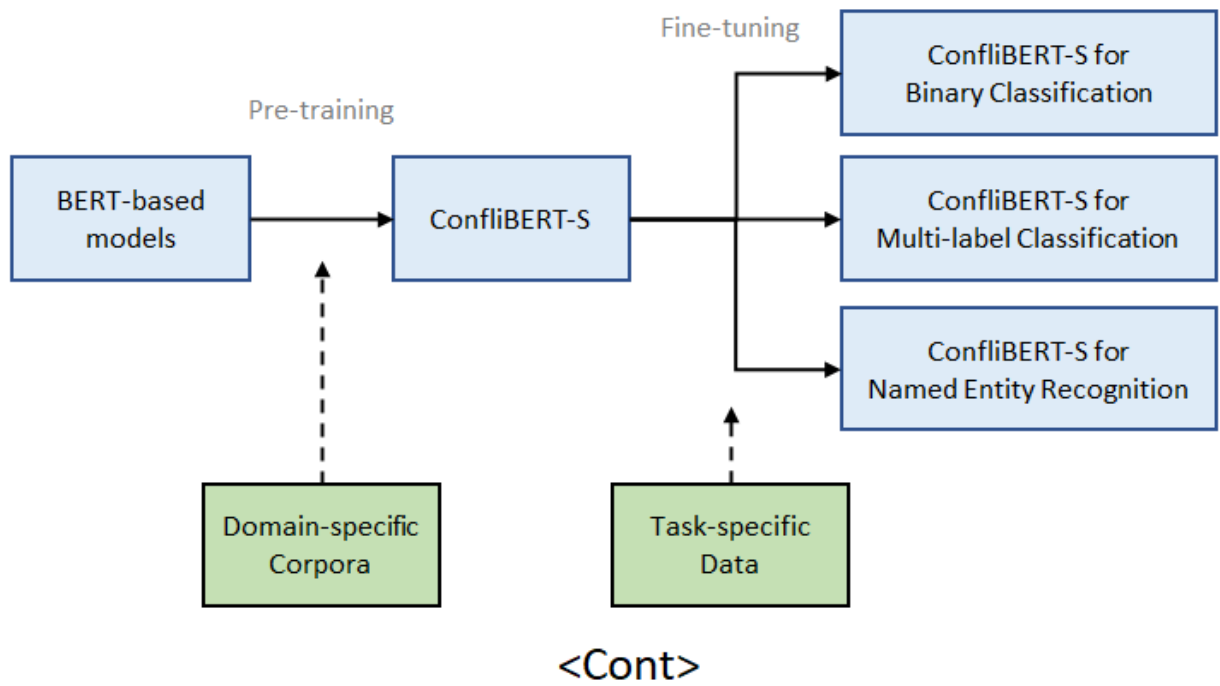 Fine-tuning
ConfliBERT-S for
Binary Classification
Pre-training
BERT-based
models
ConfliBERT-S
ConfliBERT-S for
Multi-label Classification
ConfliBERT-S for
Named Entity Recognition
Domain-specific
Corpora
Task-specific
Data
<Cont>